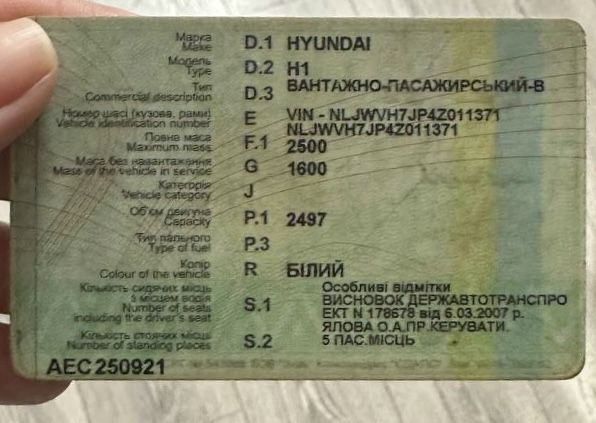 Марка D.1 HYUNDAI
Make
Модель D.2 H1
Type
Тип D.3 ВАНТАЖНО-ПАСАЖИРСЬКИЙ-В
Commercial description
Номер шасі (кузова, рами) E VIN - NLJWVH7JP4Z011371
Vehicle identification number NLJWVH7JP4Z011371
Повна маса F.1 2500
Maximum mass
Маса без навантаження G 1600
Mass of the vehicle in service
Категорія J
Vehicle category
Об'єм двигуна P.1 2497
Capacity
Тип пального P.3
Type of fuel
Колір R БІЛИЙ
Colour of the vehicle
Кількість сидячих місць
з місцем водія S.1
Number of seats
including the driver's seat
Кількість стоячих місць S.2
Number of standing places
Особливі відмітки
ВИСНОВОК ДЕРЖАВТОТРАНСПРО
ЕКТ N 178678 від 6.03.2007 р.
ЯЛОВА О.А.ПР.КЕРУВАТИ.
5 ПАС.МІСЦЬ
AEC250921